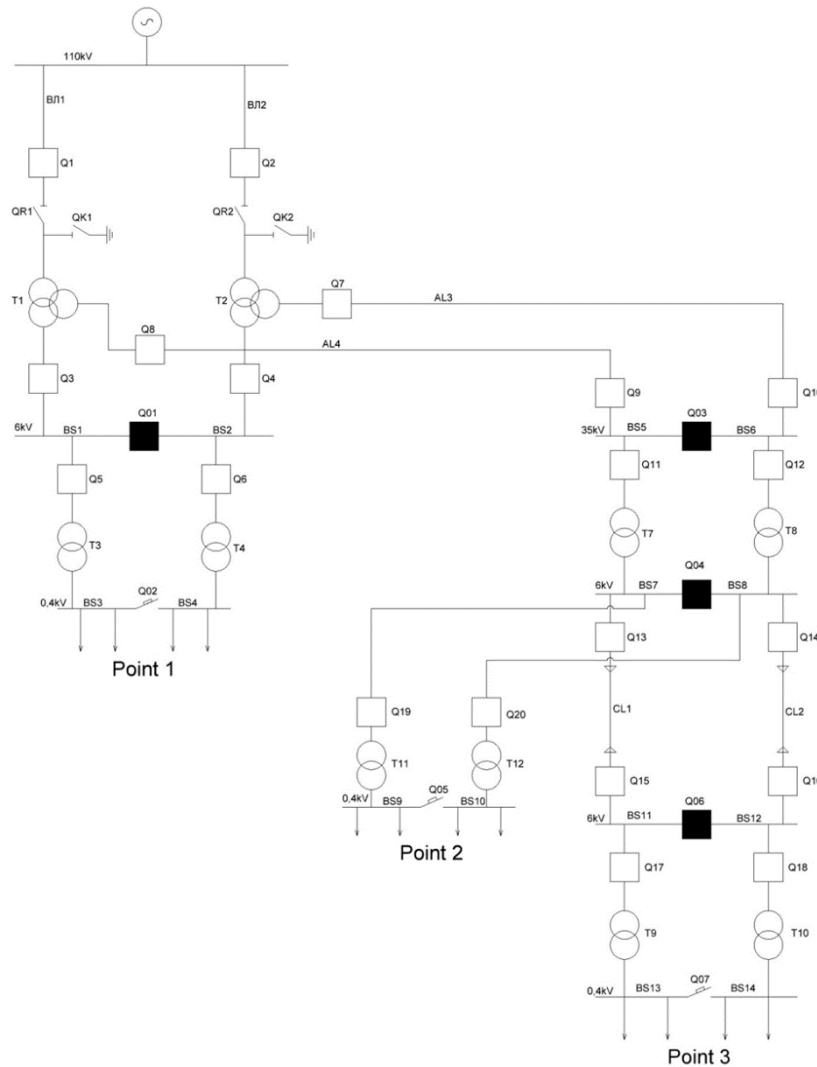 110kV
ВЛ1
ВЛ2
Q1
Q2
QR1
QK1
QR2
QK2
T1
T2
Q7
AL3
Q8
AL4
Q3
Q4
Q9
Q10
6kV
BS1
Q01
BS2
35kV
BS5
Q03
BS6
Q5
Q6
Q11
Q12
T3
T4
T7
T8
0,4kV
BS3
Q02
BS4
6kV
BS7
Q04
BS8
Point 1
Q13
Q14
Q19
Q20
CL1
CL2
T11
T12
Q15
0,4kV
BS9
Q05
BS10
6kV
BS11
Q06
BS12
Point 2
Q17
Q18
T9
T10
0,4kV
BS13
Q07
BS14
Point 3